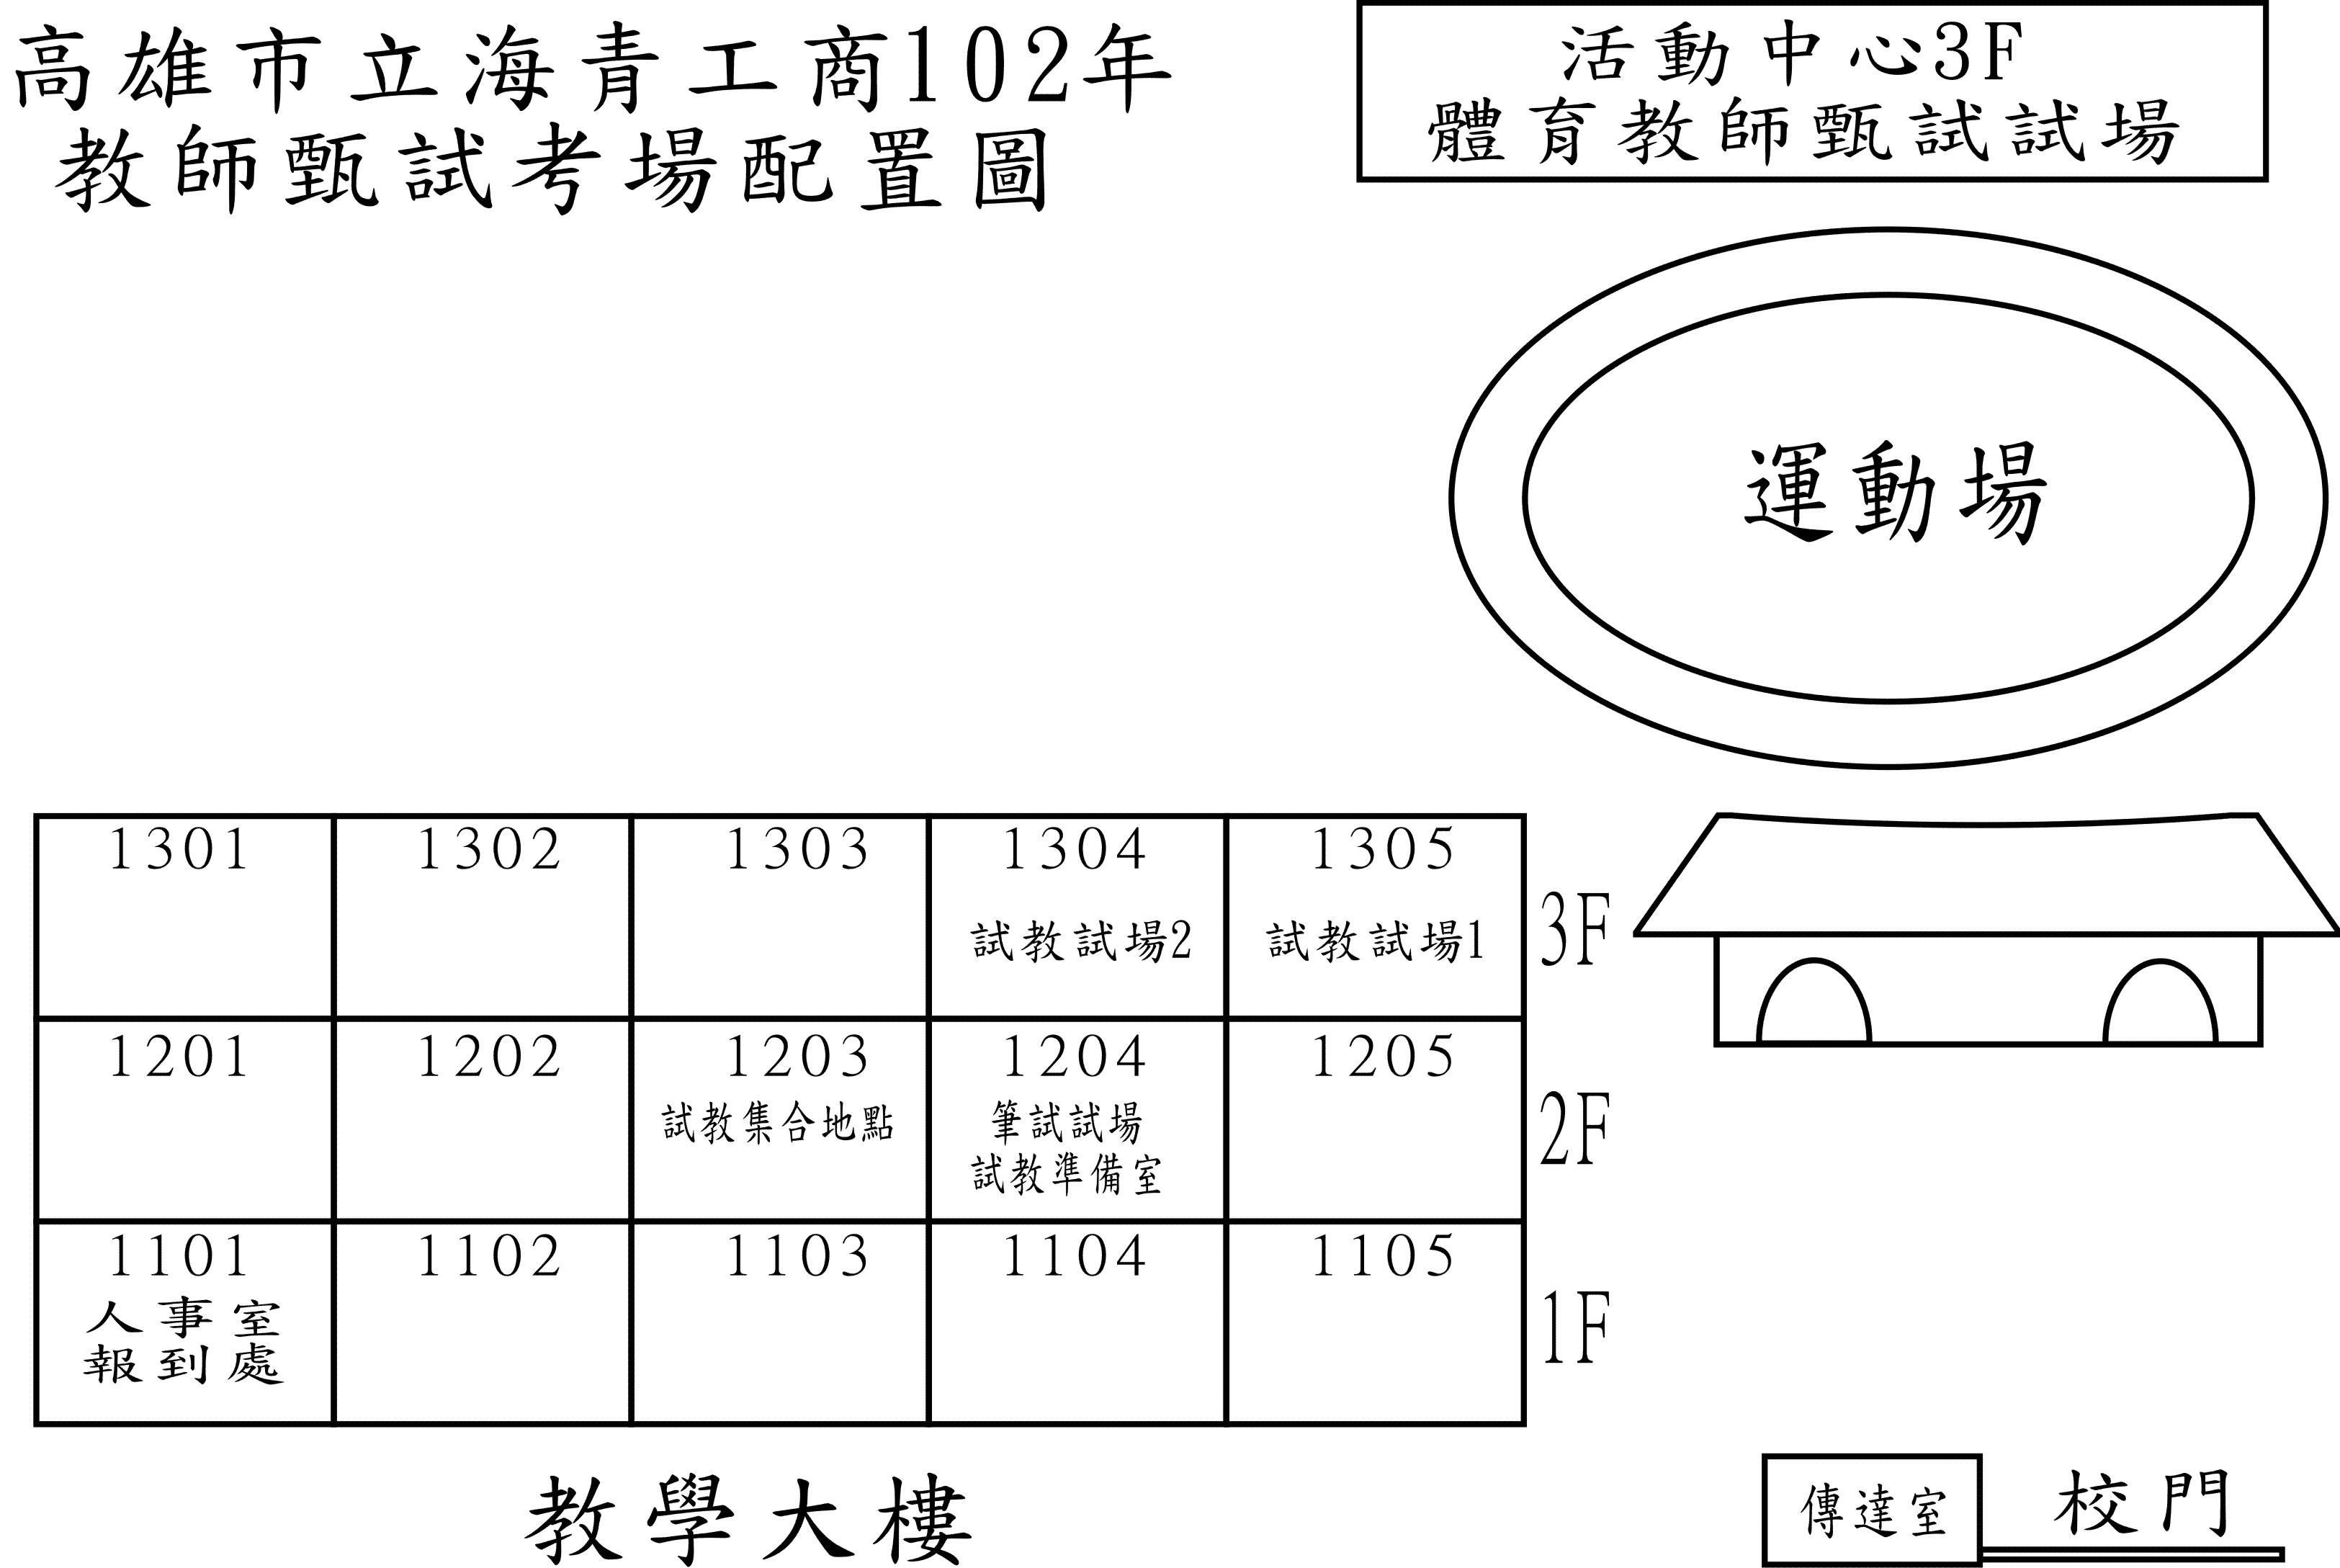 高雄市立海青工商102年
教師甄試考場配置圖
活動中心3F
體育教師甄試試場
運動場
1301 1302 1303 1304 1305
試教試場2 試教試場1
3F
1201 1202 1203 1204 1205
試教集合地點 筆試試場
試教準備室
2F
1101 1102 1103 1104 1105
人事室
報到處
1F
教學大樓
傳達室
校門